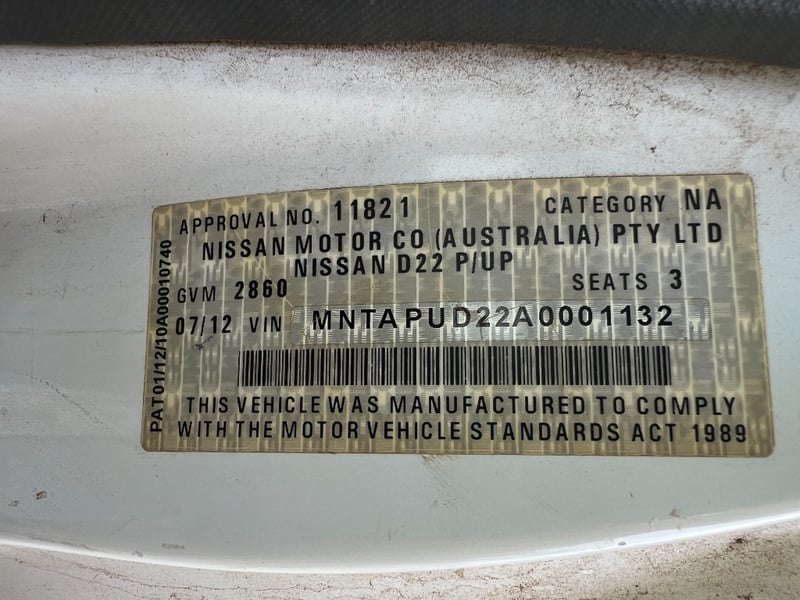 APPROVAL NO. 11821 CATEGORY NA
NISSAN MOTOR CO (AUSTRALIA) PTY LTD
NISSAN D22 P/UP
GVM 2860 SEATS 3
07/12 VIN MNTAPUD22A0001132
THIS VEHICLE WAS MANUFACTURED TO COMPLY
WITH THE MOTOR VEHICLE STANDARDS ACT 1989
PAT01/12/10A00010740